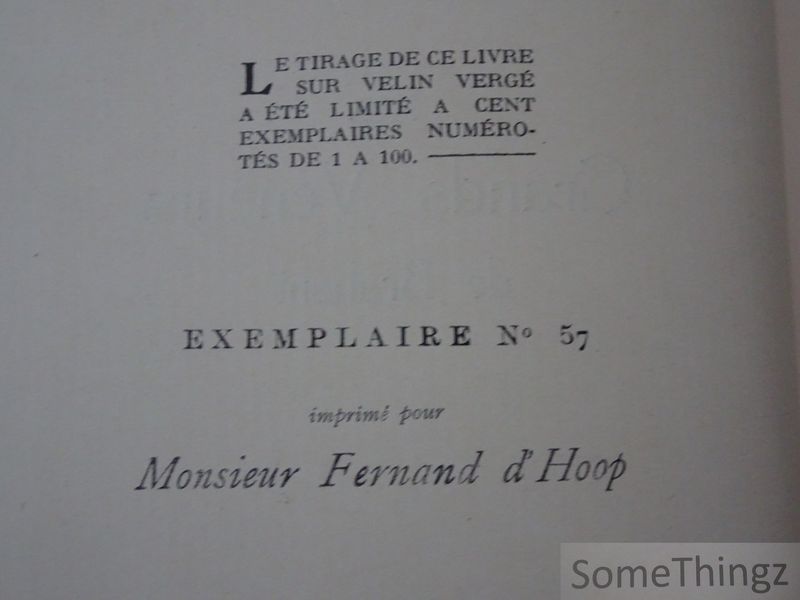 LE TIRAGE DE CE LIVRE
SUR VELIN VERGÉ
A ÉTÉ LIMITÉ A CENT
EXEMPLAIRES NUMÉRO-
TÉS DE 1 A 100.
EXEMPLAIRE Nº 57
imprimé pour
Monsieur Fernand d'Hoop
SomeThingz